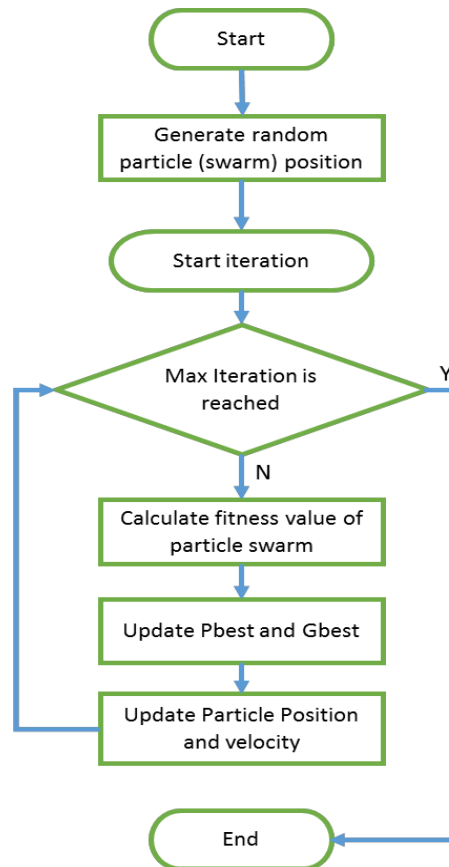 Start
Generate random
particle (swarm) position
Start iteration
Max Iteration is
reached
Y
N
Calculate fitness value of
particle swarm
Update Pbest and Gbest
Update Particle Position
and velocity
End